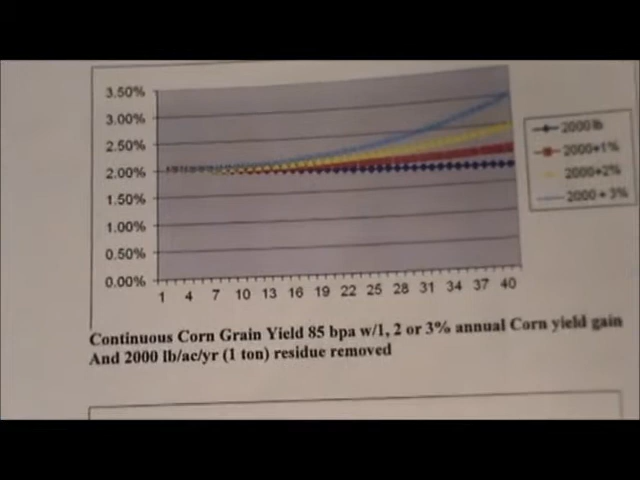 3.50%
3.00%
2.50%
2.00%
1.50%
1.00%
0.50%
0.00%
1 4 7 10 13 16 19 22 25 28 31 34 37 40
2000 lb
2000+1%
2000+2%
2000 + 3%
Continuous Corn Grain Yield 85 bpa w/1, 2 or 3% annual Corn yield gain
And 2000 lb/ac/yr (1 ton) residue removed